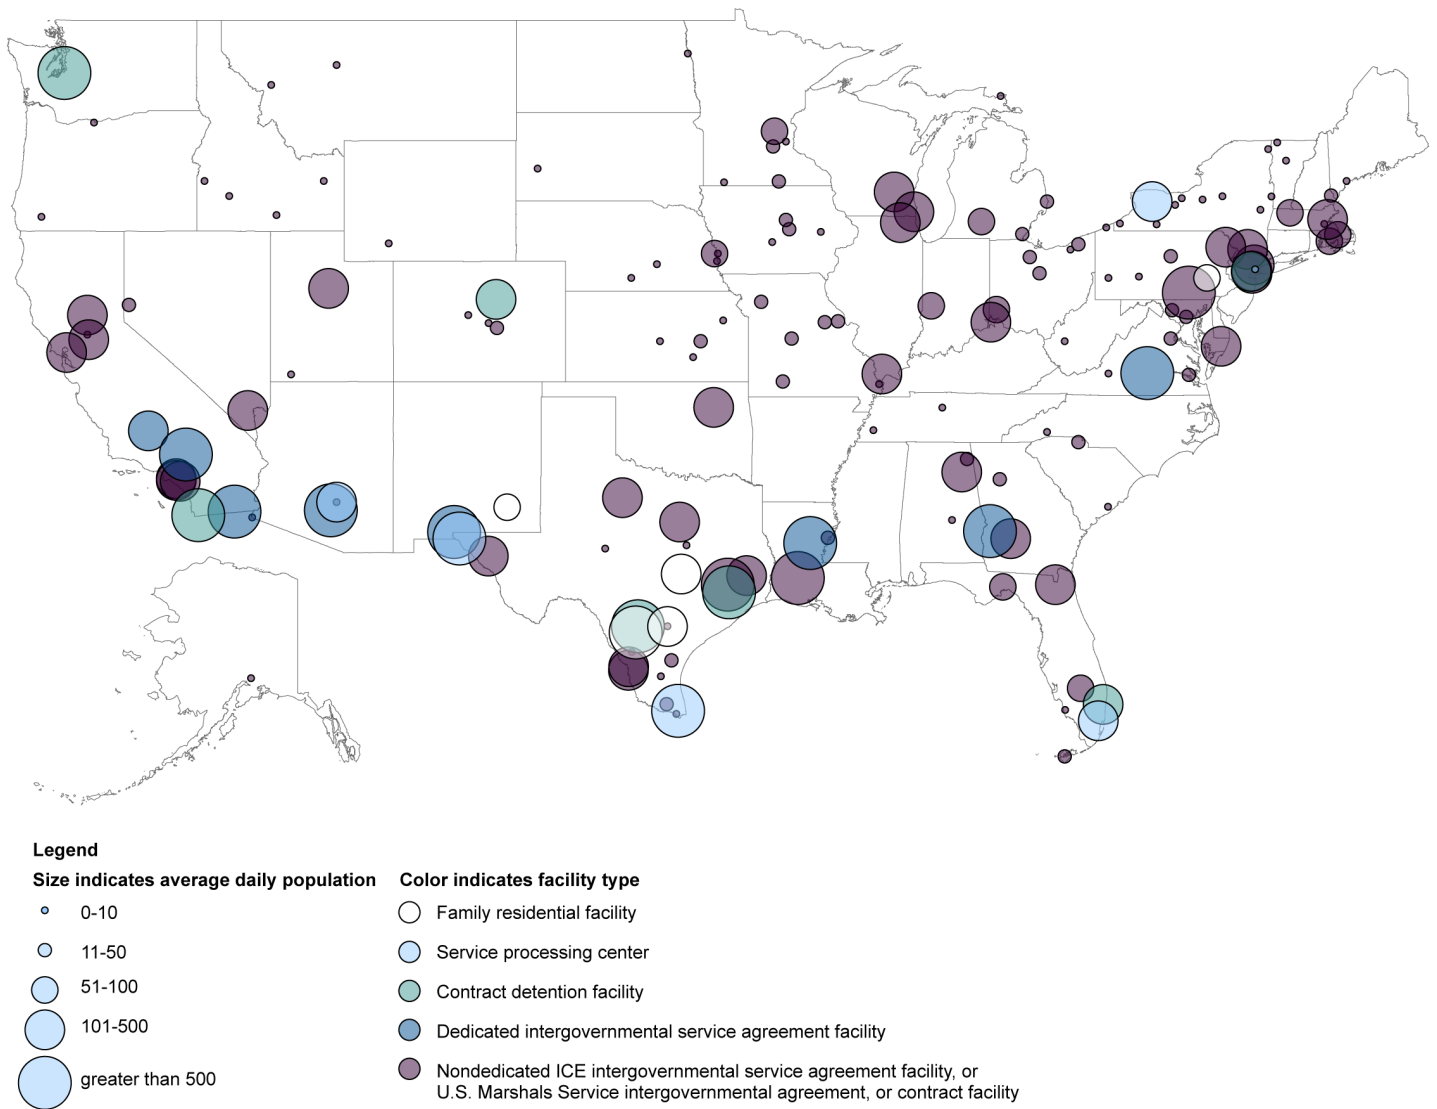 Legend
Size indicates average daily population
0-10
11-50
51-100
101-500
greater than 500
Color indicates facility type
Family residential facility
Service processing center
Contract detention facility
Dedicated intergovernmental service agreement facility
Nondedicated ICE intergovernmental service agreement facility, or
U.S. Marshals Service intergovernmental agreement, or contract facility